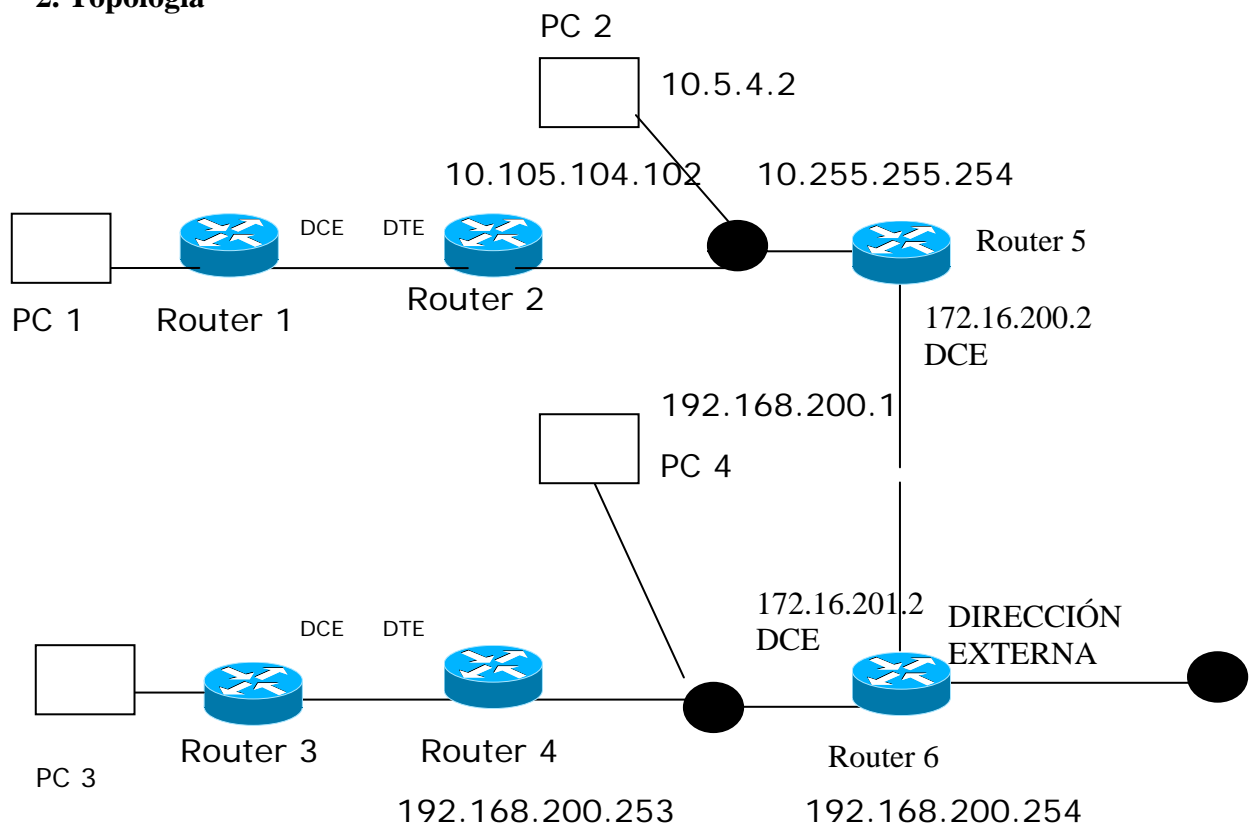 2. Topología
PC 2
10.5.4.2
10.105.104.102
10.255.255.254
DCE
DTE
Router 5
Router 2
PC 1
Router 1
172.16.200.2
DCE
192.168.200.1
PC 4
172.16.201.2
DCE
DIRECCIÓN
EXTERNA
DCE
DTE
Router 3
Router 4
Router 6
PC 3
192.168.200.253
192.168.200.254